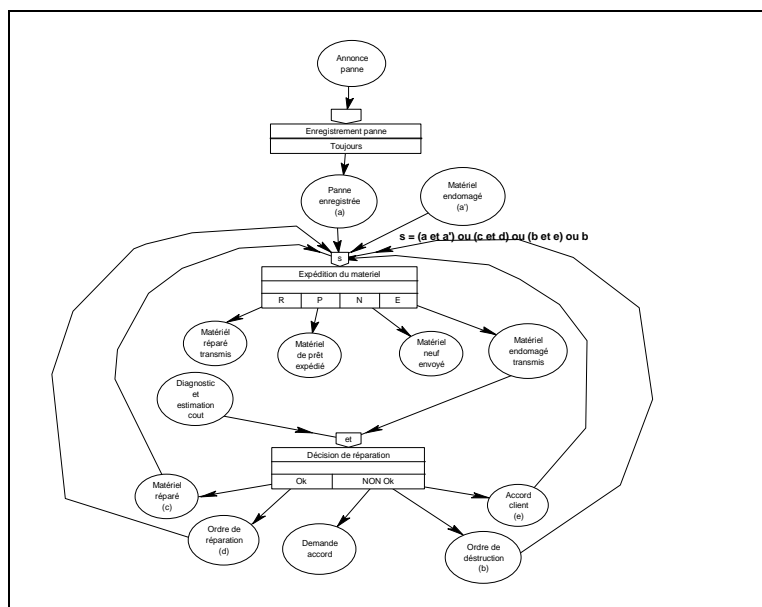 Annonce
panne
Enregistrement panne
Toujours
Panne
enregistrée
(a)
Matériel
endomagé
(a')
s = (a et a') ou (c et d) ou (b et e) ou b
s
Expédition du materiel
R P N E
Matériél
réparé
transmis
Matériel
de prêt
expédié
Matériel
neuf
envoyé
Matériel
endomagé
transmis
Diagnostic
et
estimation
cout
et
Décision de réparation
Ok NON Ok
Matériel
réparé
(c)
Ordre de
réparation
(d)
Demande
accord
Ordre de
déstruction
(b)
Accord
client
(e)